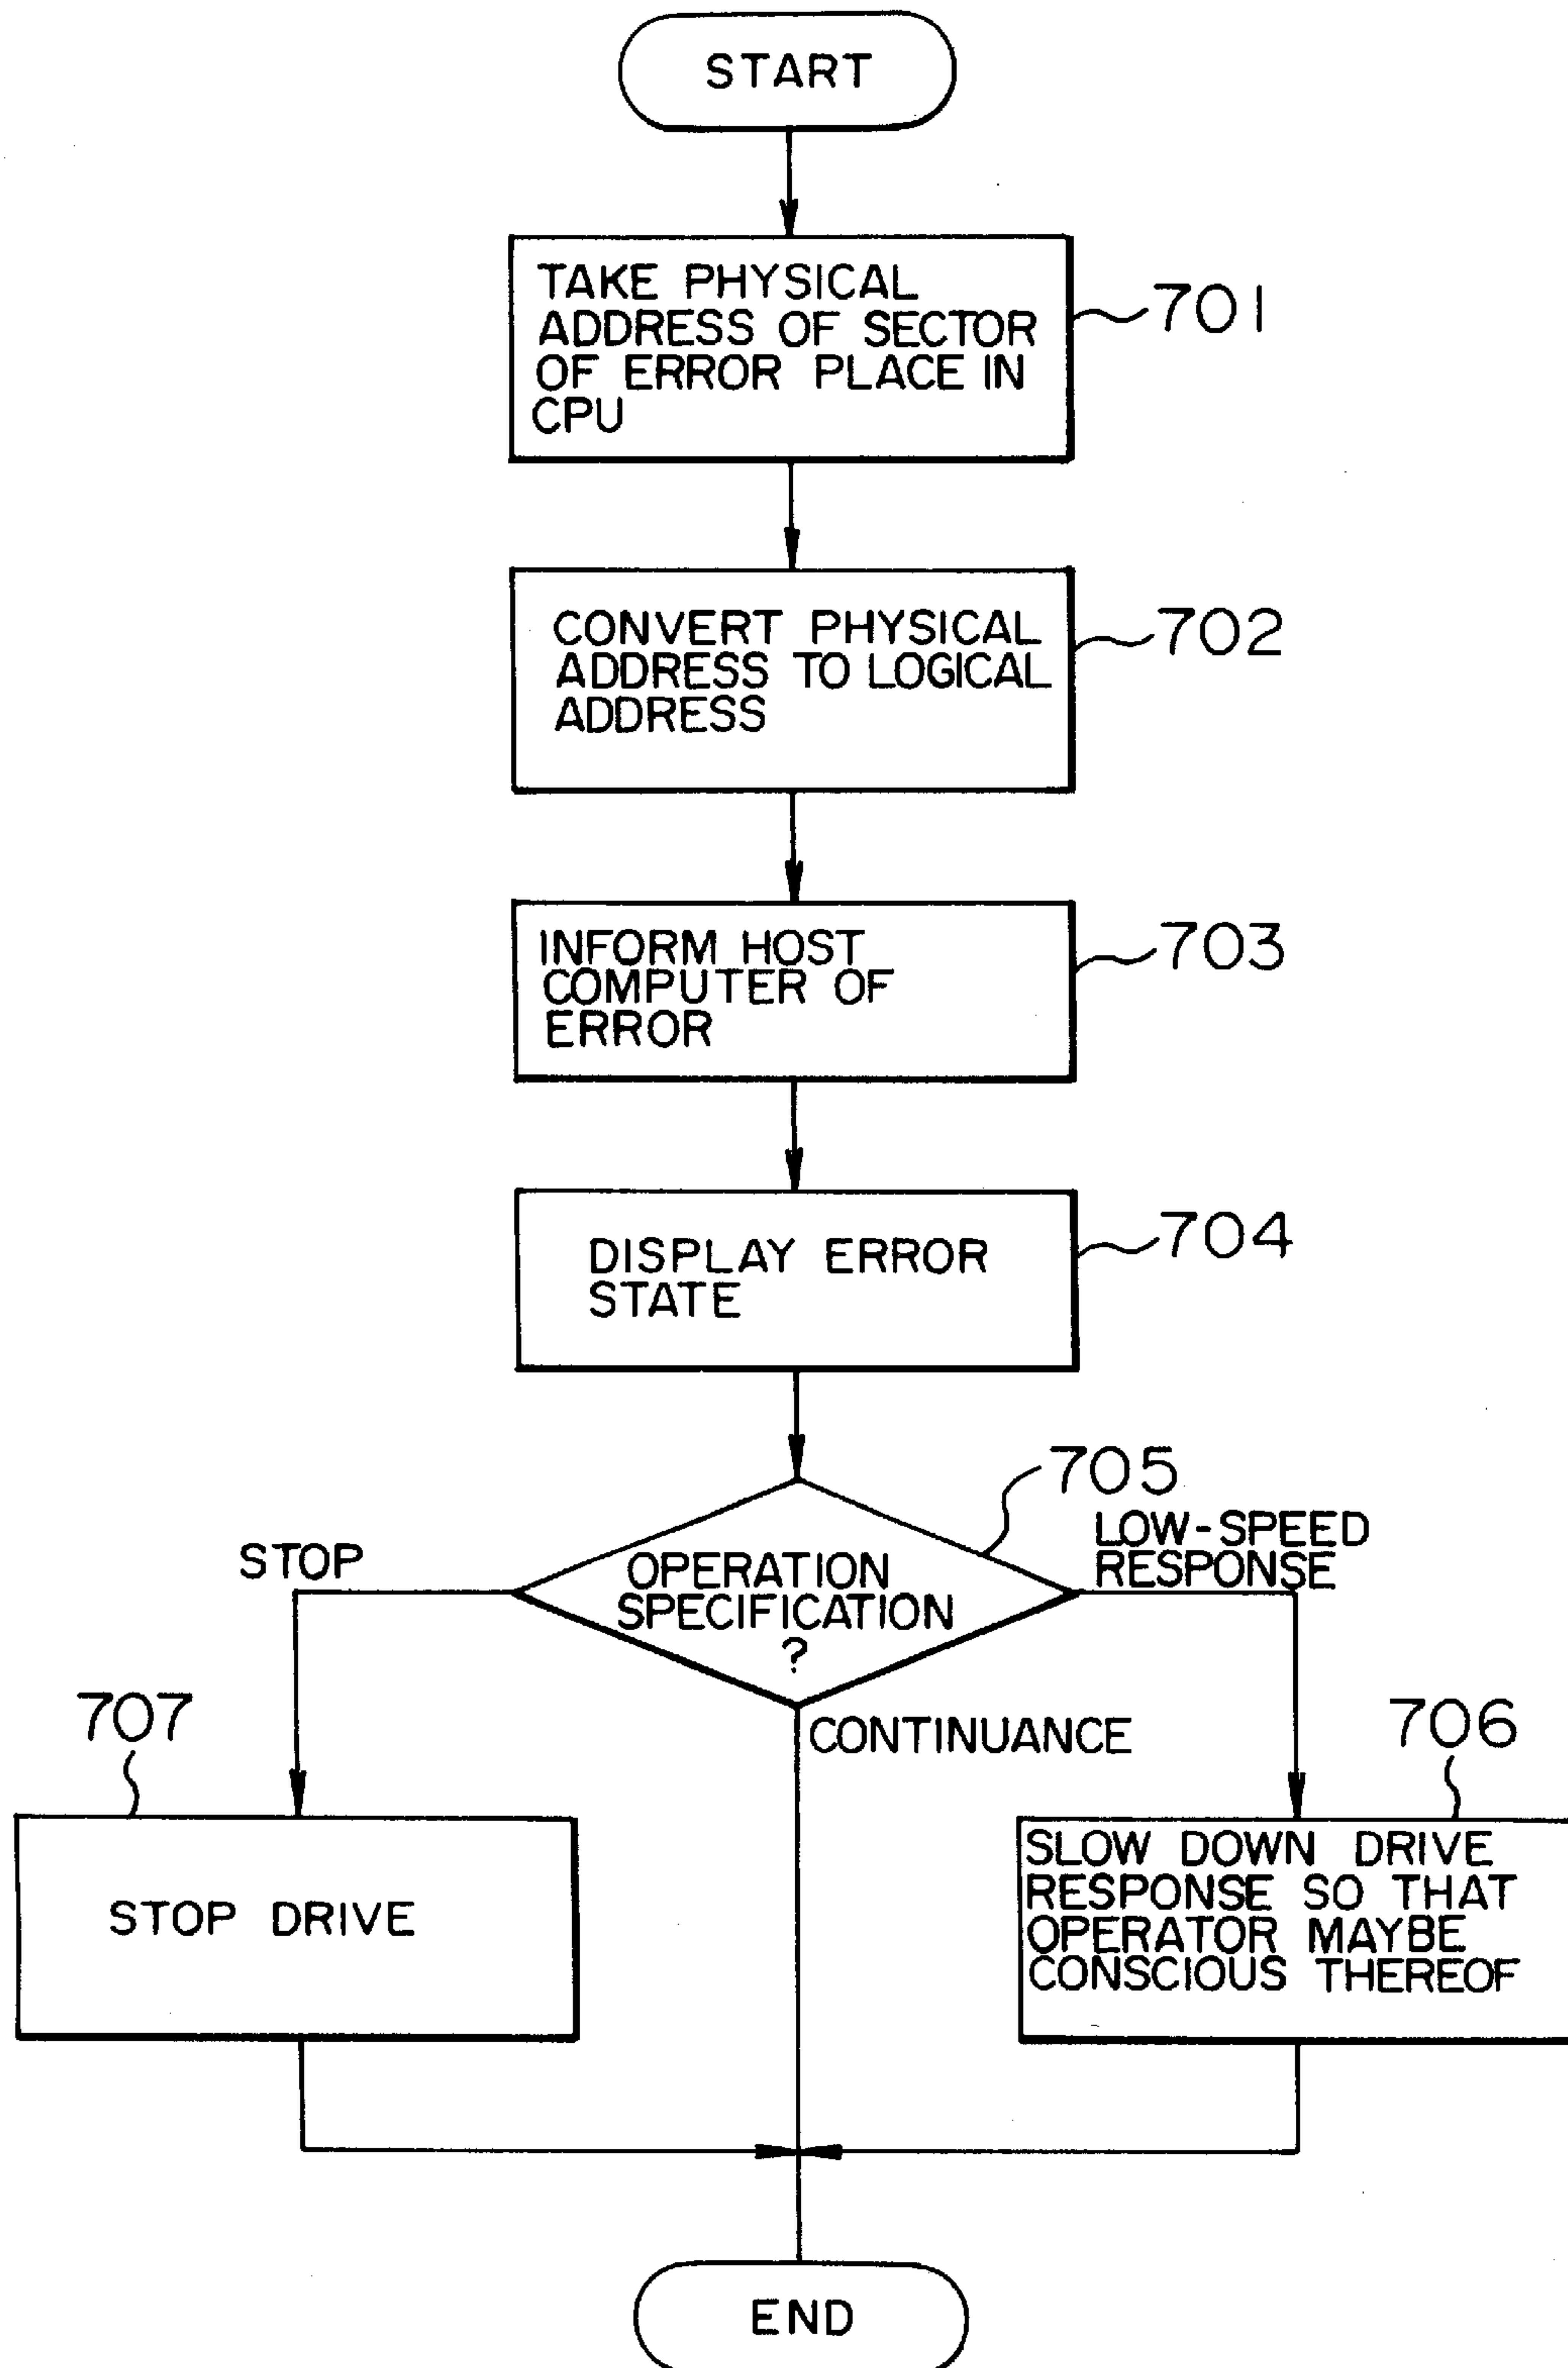 START
TAKE PHYSICAL
ADDRESS OF SECTOR
OF ERROR PLACE IN
CPU
701
CONVERT PHYSICAL
ADDRESS TO LOGICAL
ADDRESS
702
INFORM HOST
COMPUTER OF
ERROR
703
DISPLAY ERROR
STATE
704
705
STOP
OPERATION
SPECIFICATION
?
LOW-SPEED
RESPONSE
CONTINUANCE
707
STOP DRIVE
706
SLOW DOWN DRIVE
RESPONSE SO THAT
OPERATOR MAYBE
CONSCIOUS THEREOF
END